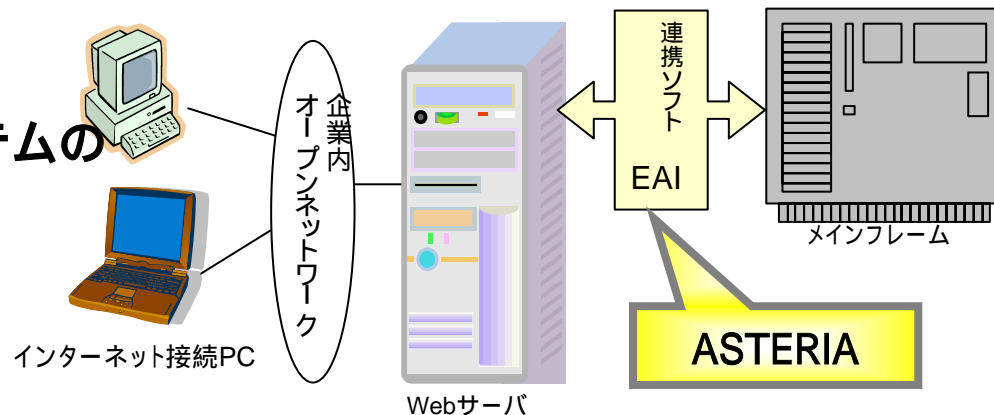 テムの
インターネット接続PC
企業内
オープンネットワーク
Webサーバ
連携ソフト
EAI
ASTERIA
メインフレーム